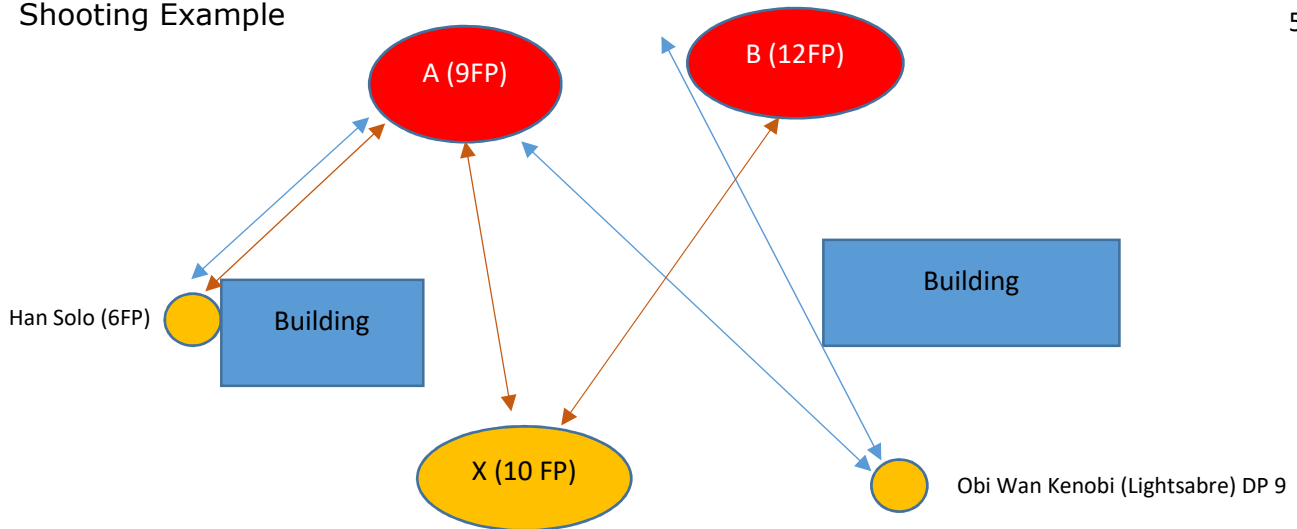 Shooting Example
5
A (9FP)
B (12FP)
Building
Han Solo (6FP)
Building
X (10 FP)
Obi Wan Kenobi (Lightsabre) DP 9